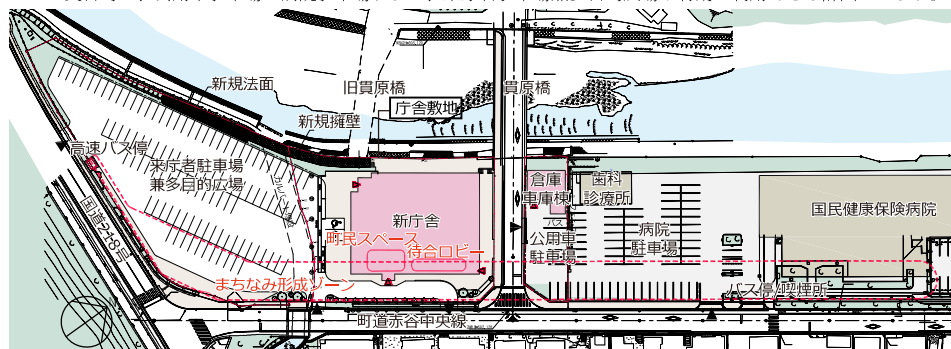 新規法面
旧貫原橋
貫原橋
庁舎敷地
新規擁壁
高速バス停
来庁者駐車場
兼多目的広場
国道218号
新庁舎
町民スペース
待合ロビー
まちなみ形成ゾーン
倉庫
車庫棟
歯科
診療所
バス
公用車
駐車場
病院
駐車場
国民健康保険病院
バス停/喫煙所
町道赤谷中央線